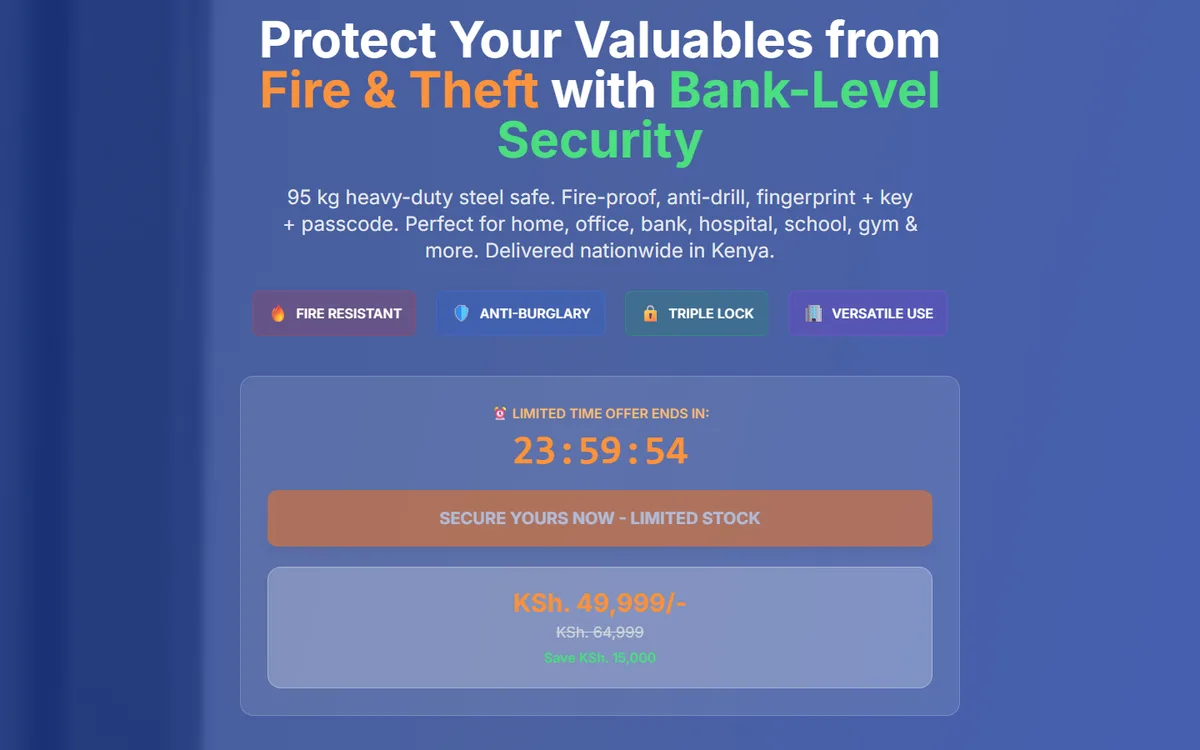 Protect Your Valuables from
Fire & Theft with Bank-Level
Security
95 kg heavy-duty steel safe. Fire-proof, anti-drill, fingerprint + key
+ passcode. Perfect for home, office, bank, hospital, school, gym &
more. Delivered nationwide in Kenya.
🔥 FIRE RESISTANT 🛡️ ANTI-BURGLARY 🔒 TRIPLE LOCK 🏢 VERSATILE USE
⏰ LIMITED TIME OFFER ENDS IN:
23:59:54
SECURE YOURS NOW - LIMITED STOCK
KSh. 49,999/-
KSh. 64,999
Save KSh. 15,000